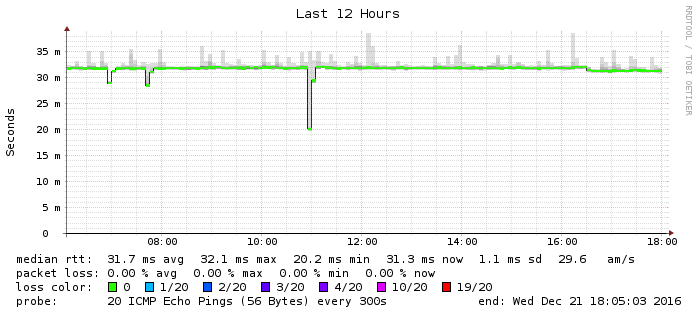 Last 12 Hours
RRDTOOL / TOBI OETIKER
Seconds
35 m
30 m
25 m
20 m
15 m
10 m
5 m
0
08:00 10:00 12:00 14:00 16:00 18:00
median rtt: 31.7 ms avg 32.1 ms max 20.2 ms min 31.3 ms now 1.1 ms sd 29.6 am/s
packet loss: 0.00 % avg 0.00 % max 0.00 % min 0.00 % now
loss color: 0 1/20 2/20 3/20 4/20 10/20 19/20
probe: 20 ICMP Echo Pings (56 Bytes) every 300s end: Wed Dec 21 18:05:03 2016